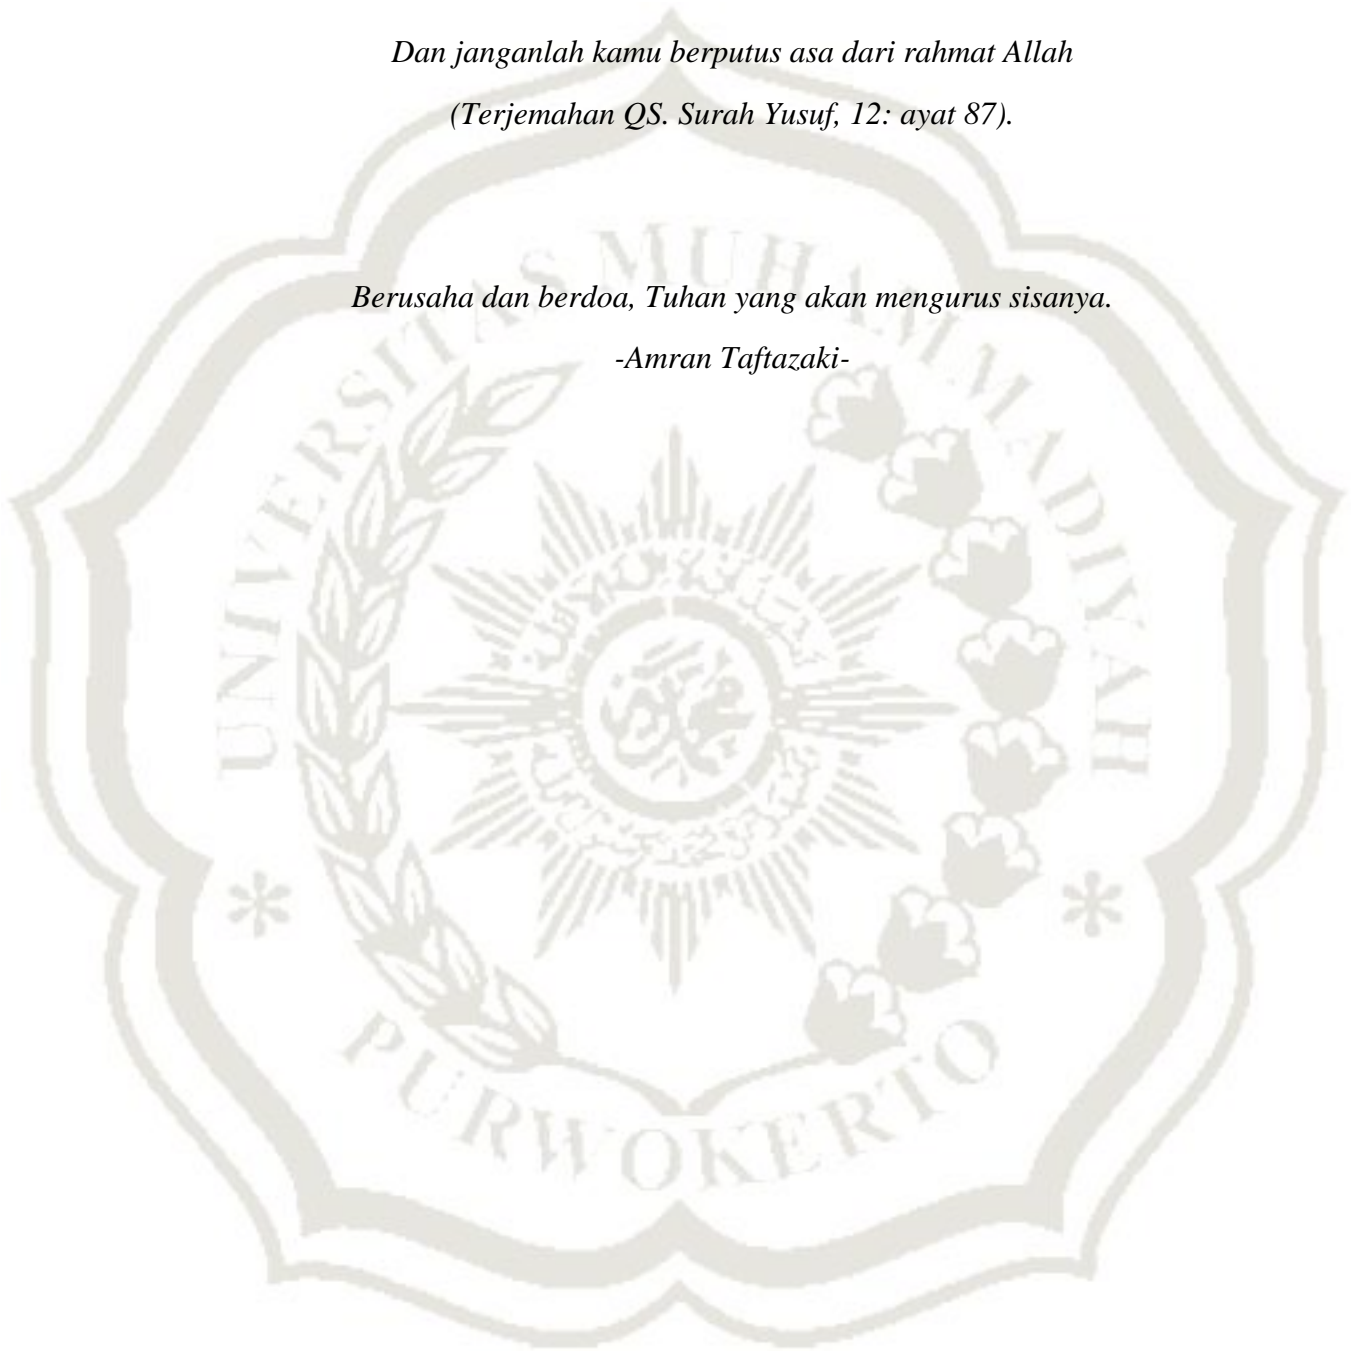 Dan janganlah kamu berputus asa dari rahmat Allah
(Terjemahan QS. Surah Yusuf, 12: ayat 87).
Berusaha dan berdoa, Tuhan yang akan mengurus sisanya.
-Amran Taftazaki-
UNIVERSITAS MUHAMMADIYAH
PURWOKERTO